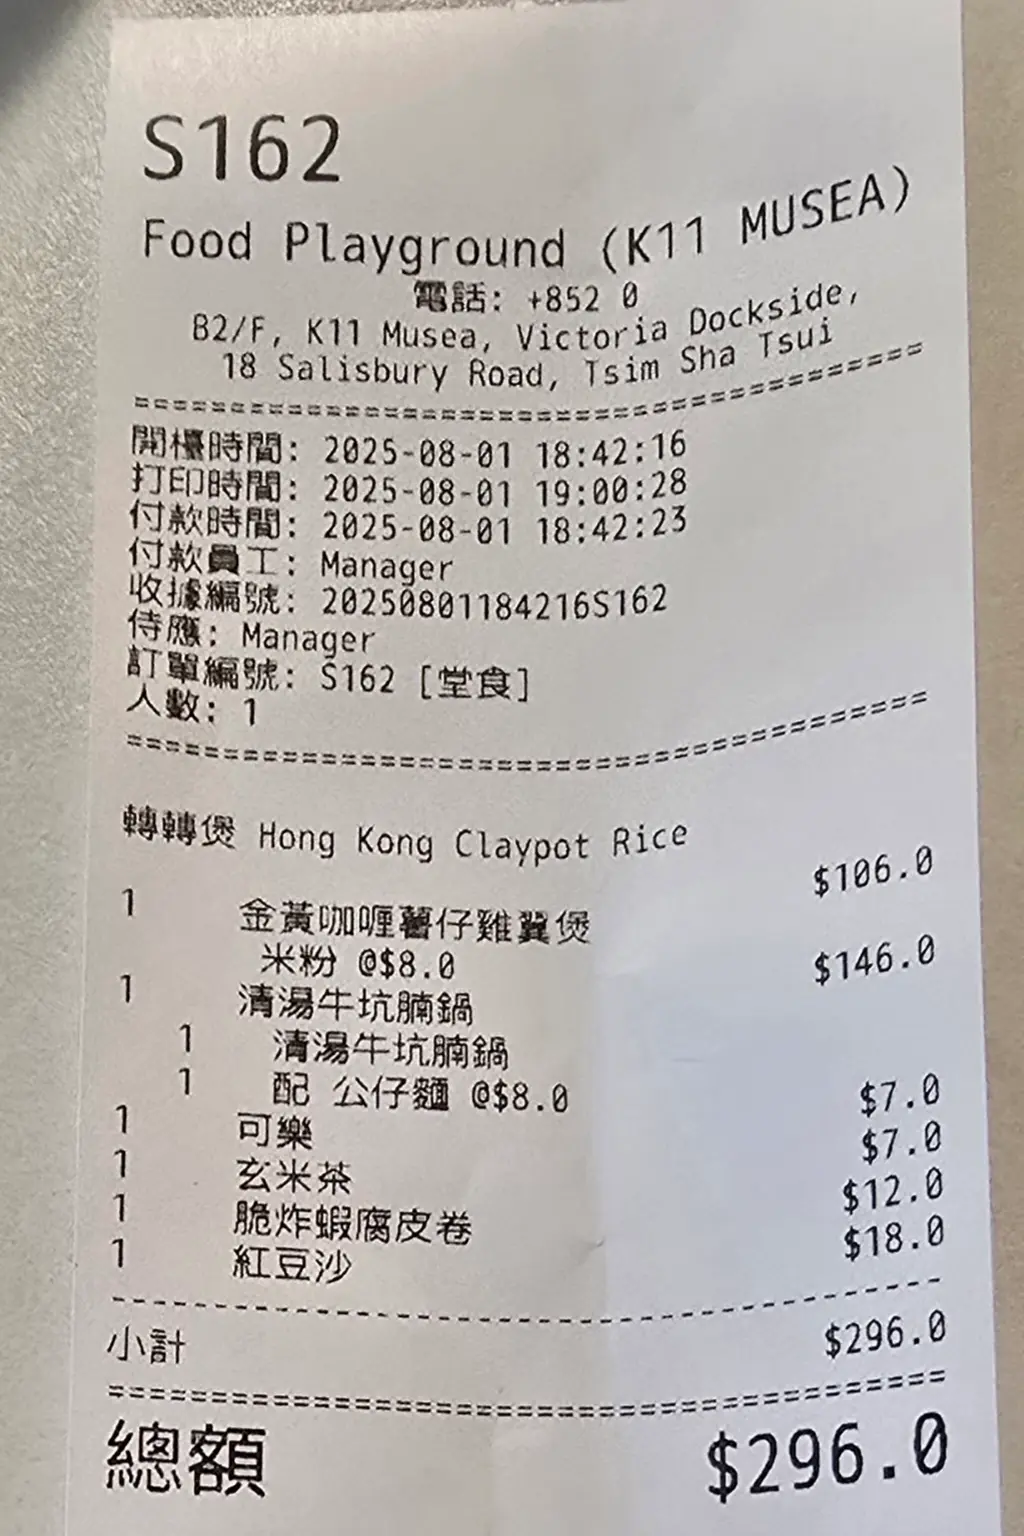 S162
Food Playground (K11 MUSEA)
電話: +852 0
B2/F, K11 Musea, Victoria Dockside,
18 Salisbury Road, Tsim Sha Tsui
開檯時間: 2025-08-01 18:42:16
打印時間: 2025-08-01 19:00:28
付款時間: 2025-08-01 18:42:23
付款員工: Manager
收據編號: 20250801184216S162
侍應: Manager
訂單編號: S162 [堂食]
人數: 1
轉轉煲 Hong Kong Claypot Rice
1 金黃咖喱薯仔雞翼煲 $106.0
米粉 @$8.0
1 清湯牛坑腩鍋 $146.0
1 清湯牛坑腩鍋
1 配 公仔麵 @$8.0
1 可樂 $7.0
1 玄米茶 $7.0
1 脆炸蝦腐皮卷 $12.0
1 紅豆沙 $18.0
小計 $296.0
總額 $296.0